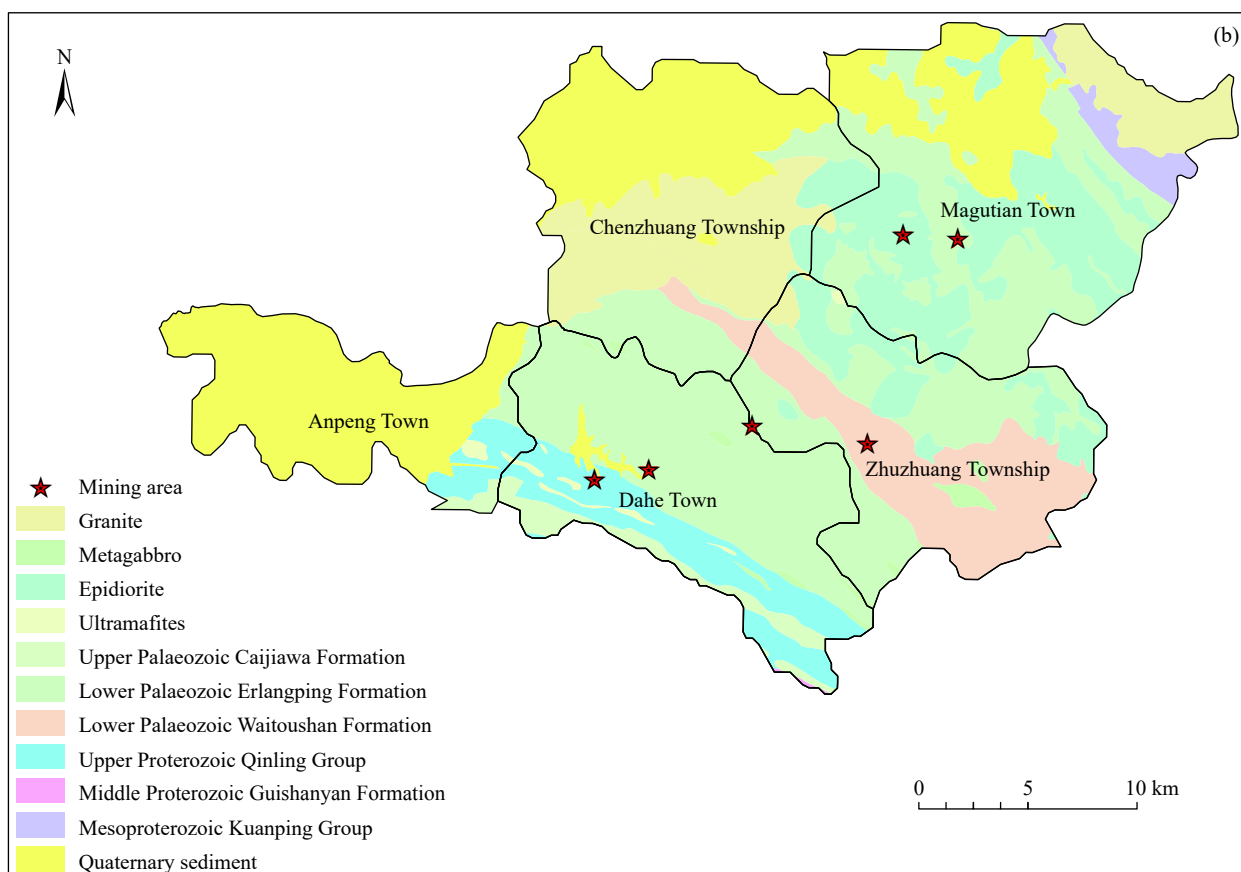 (b)
N
Magutian Town
Chenzhuang Township
Anpeng Town
Zhuzhuang Township
Dahe Town
Mining area
Granite
Metagabbro
Epidiorite
Ultramafites
Upper Palaeozoic Caijiawa Formation
Lower Palaeozoic Erlangping Formation
Lower Palaeozoic Waitoushan Formation
Upper Proterozoic Qinling Group
Middle Proterozoic Guishanyan Formation
Mesoproterozoic Kuanping Group
Quaternary sediment
0 5 10 km